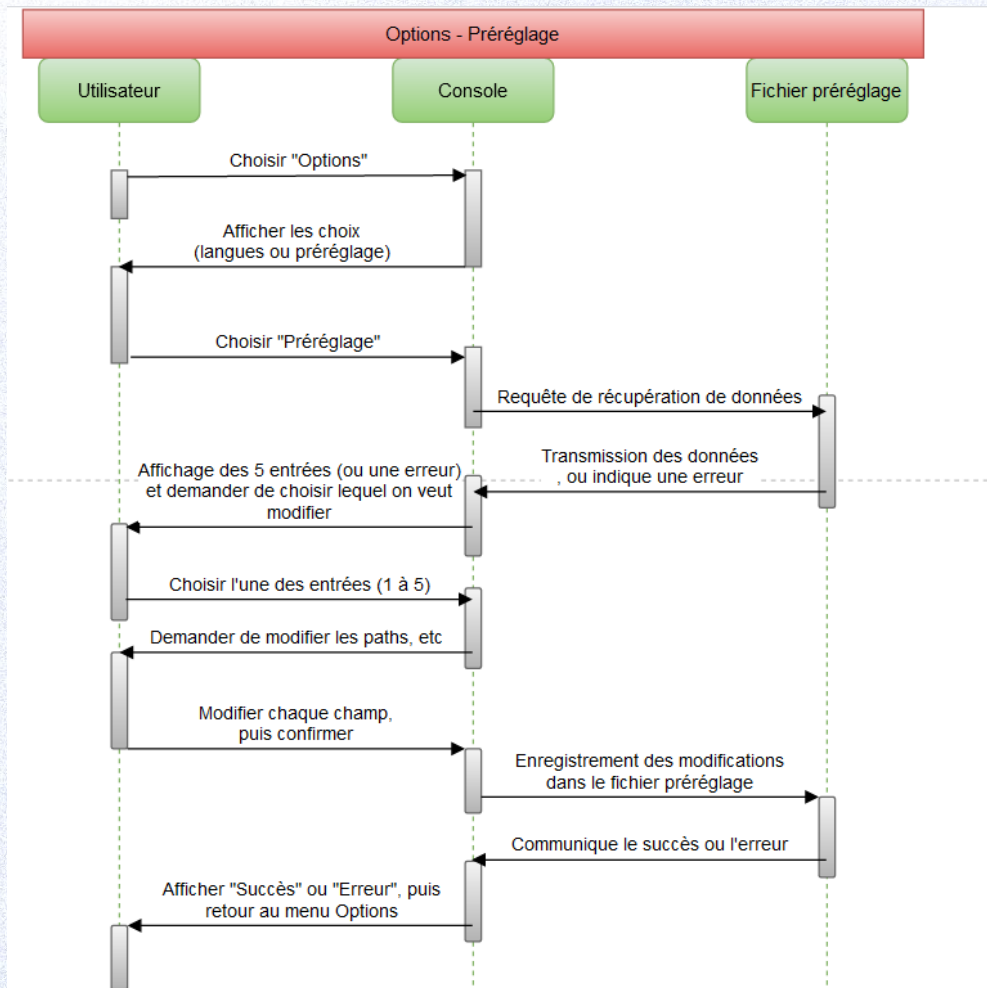 Options - Préréglage
Utilisateur
Console
Fichier préréglage
Choisir "Options"
Afficher les choix
(langues ou préréglage)
Choisir "Préréglage"
Requête de récupération de données
Transmission des données
, ou indique une erreur
Affichage des 5 entrées (ou une erreur)
et demander de choisir lequel on veut
modifier
Choisir l'une des entrées (1 à 5)
Demander de modifier les paths, etc
Modifier chaque champ,
puis confirmer
Enregistrement des modifications
dans le fichier préréglage
Communique le succès ou l'erreur
Afficher "Succès" ou "Erreur", puis
retour au menu Options